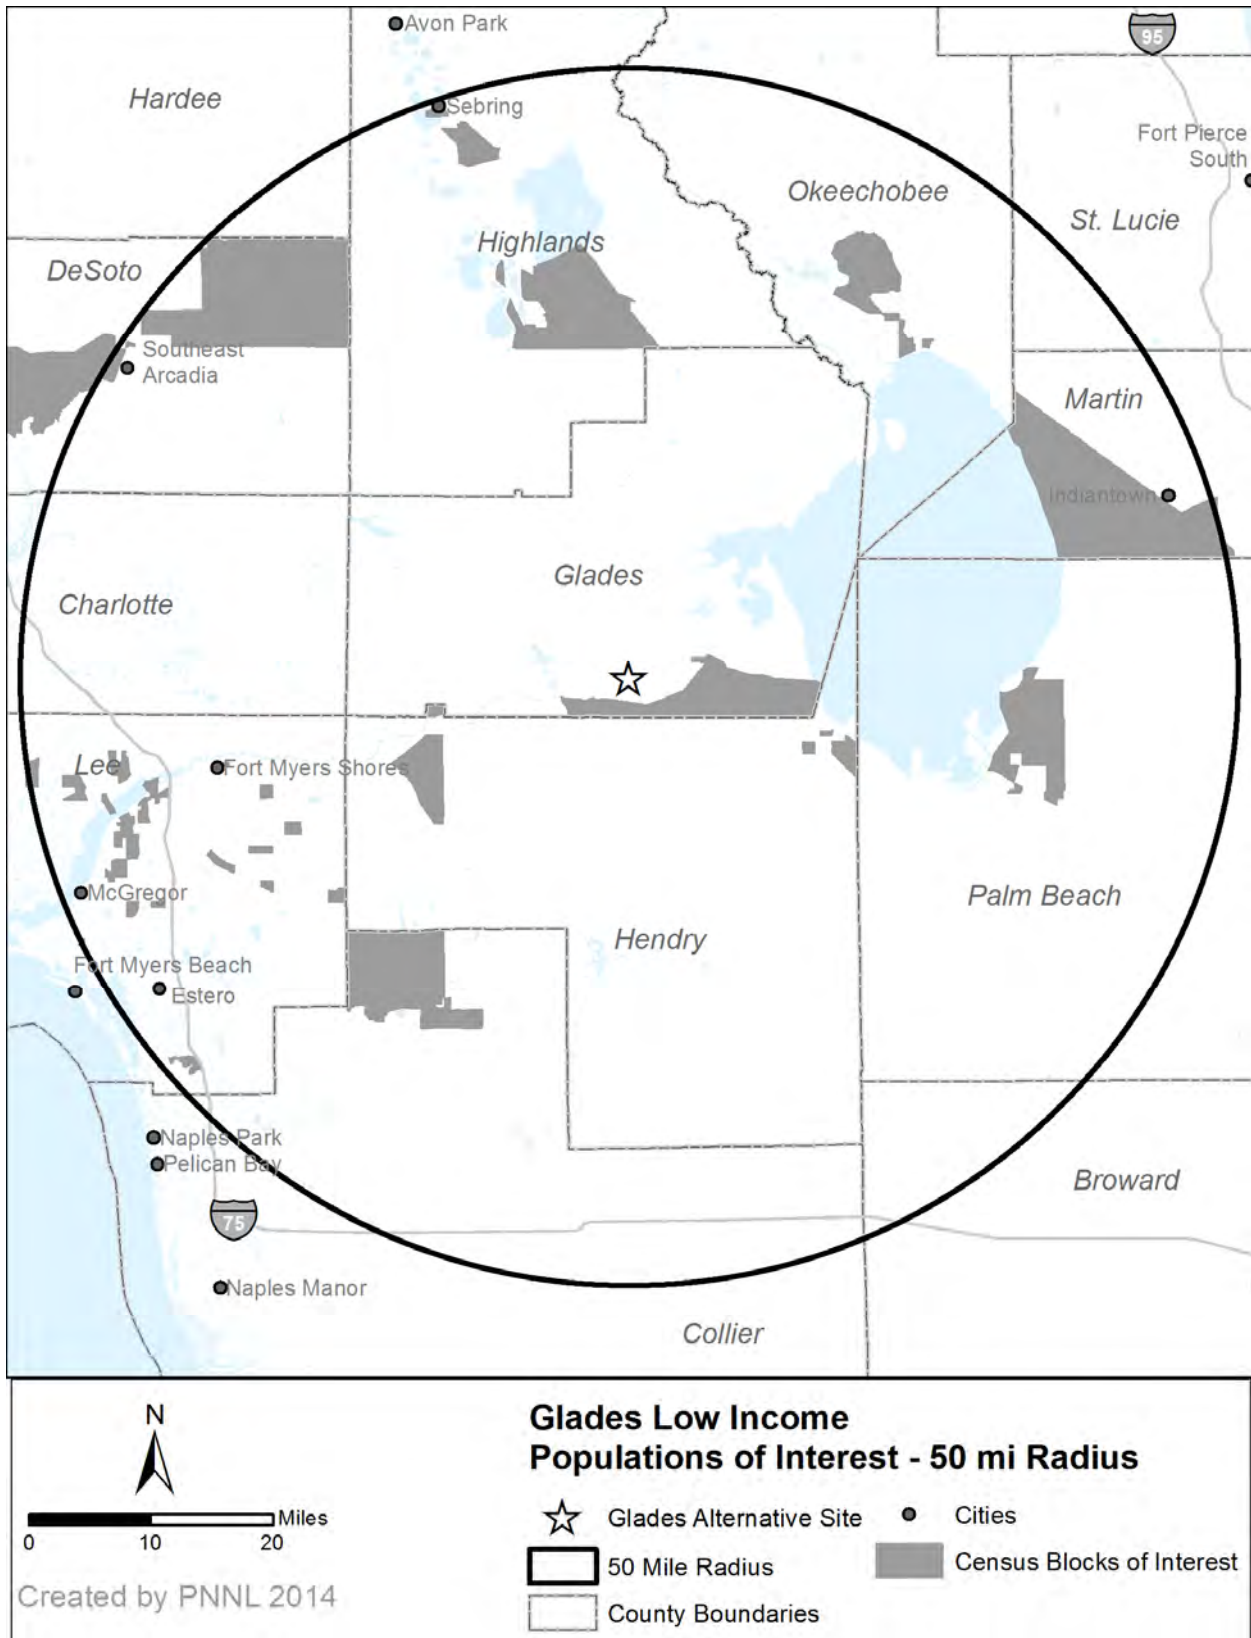 Avon Park
95
Hardee
Sebring
Fort Pierce
South
Okeechobee
St. Lucie
Highlands
DeSoto
Southeast
Arcadia
Martin
Indiantown
Glades
Charlotte
Lee
Fort Myers Shores
McGregor
Palm Beach
Hendry
Fort Myers Beach
Estero
Naples Park
Pelican Bay
Broward
75
Naples Manor
Collier
N
Miles
0 10 20
Created by PNNL 2014
Glades Low Income
Populations of Interest - 50 mi Radius
Glades Alternative Site
Cities
50 Mile Radius
Census Blocks of Interest
County Boundaries